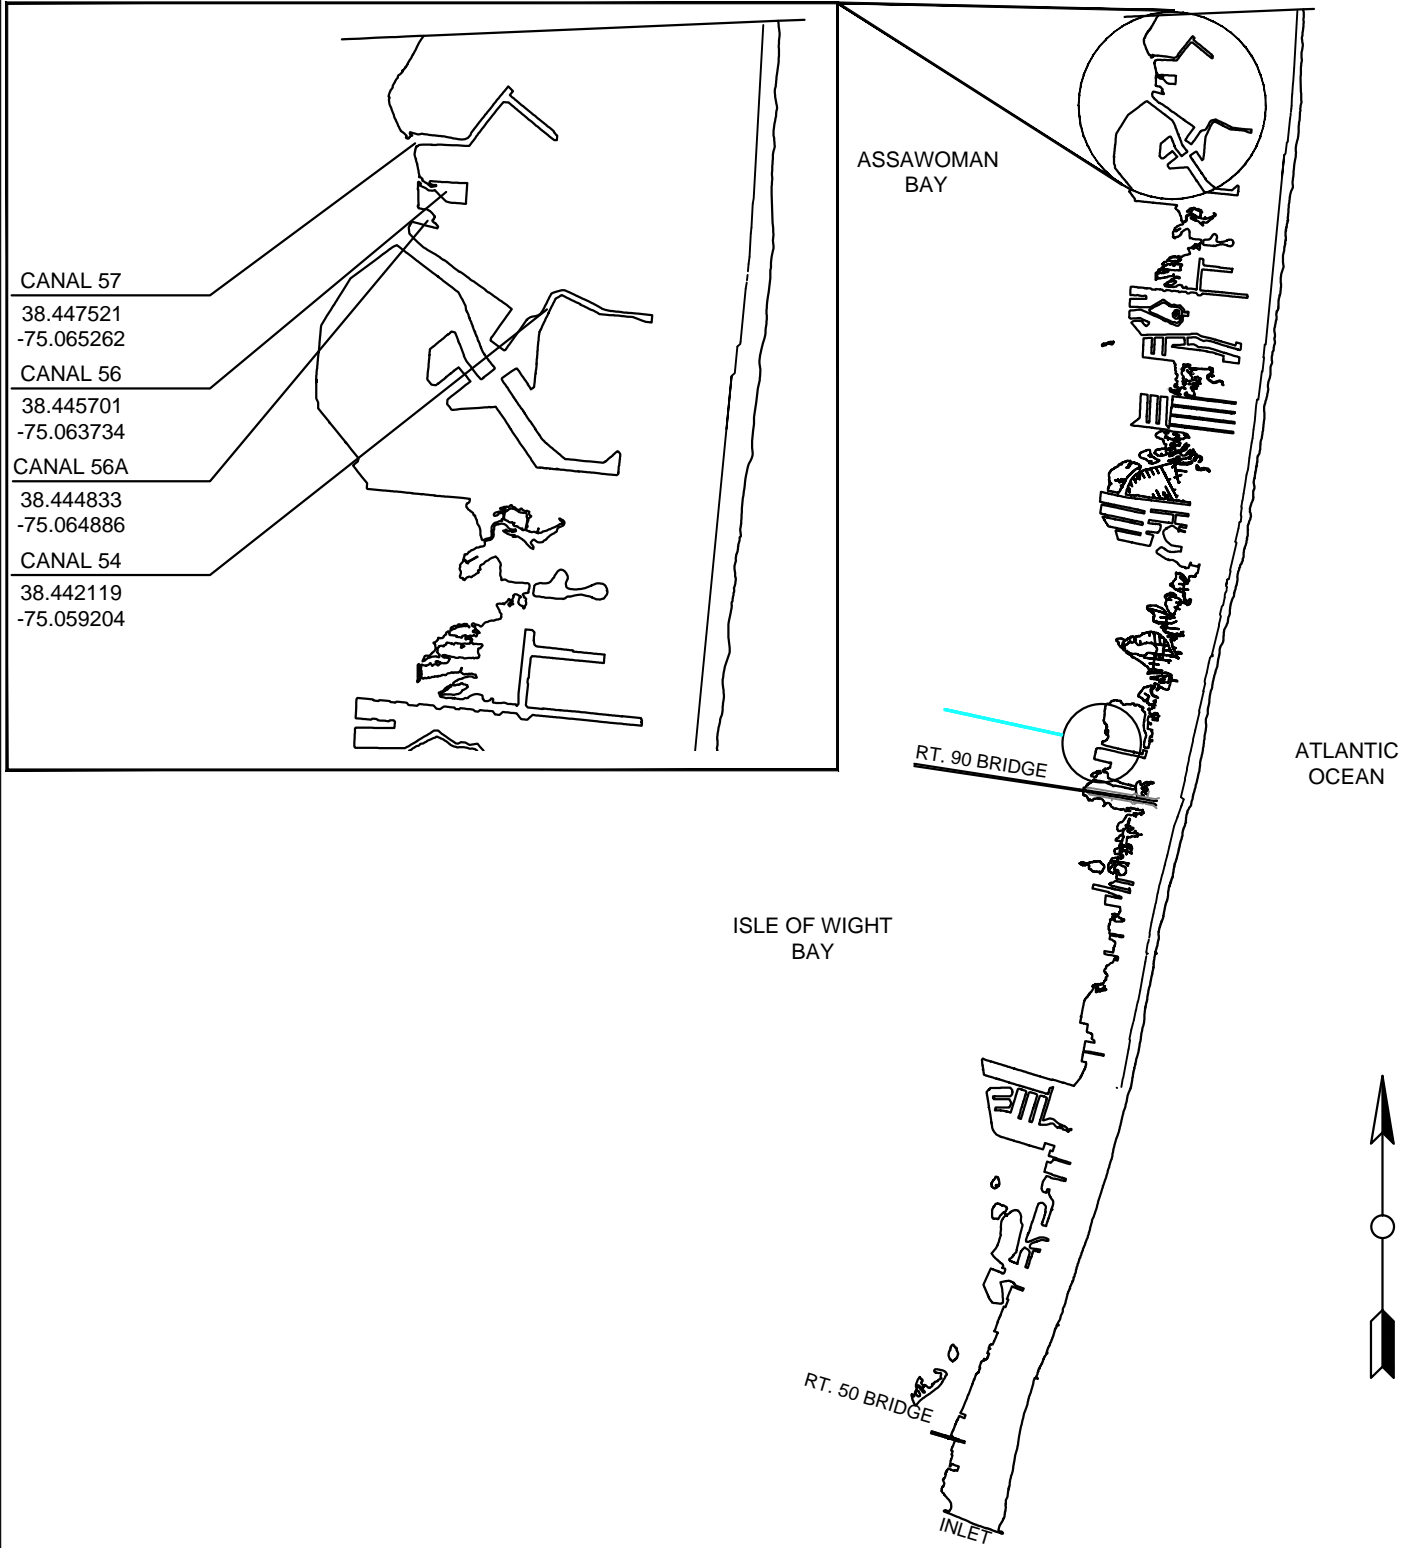 CANAL 57
38.447521
-75.065262
CANAL 56
38.445701
-75.063734
CANAL 56A
38.444833
-75.064886
CANAL 54
38.442119
-75.059204
ASSAWOMAN
BAY
RT. 90 BRIDGE
ATLANTIC
OCEAN
ISLE OF WIGHT
BAY
RT. 50 BRIDGE
INLET